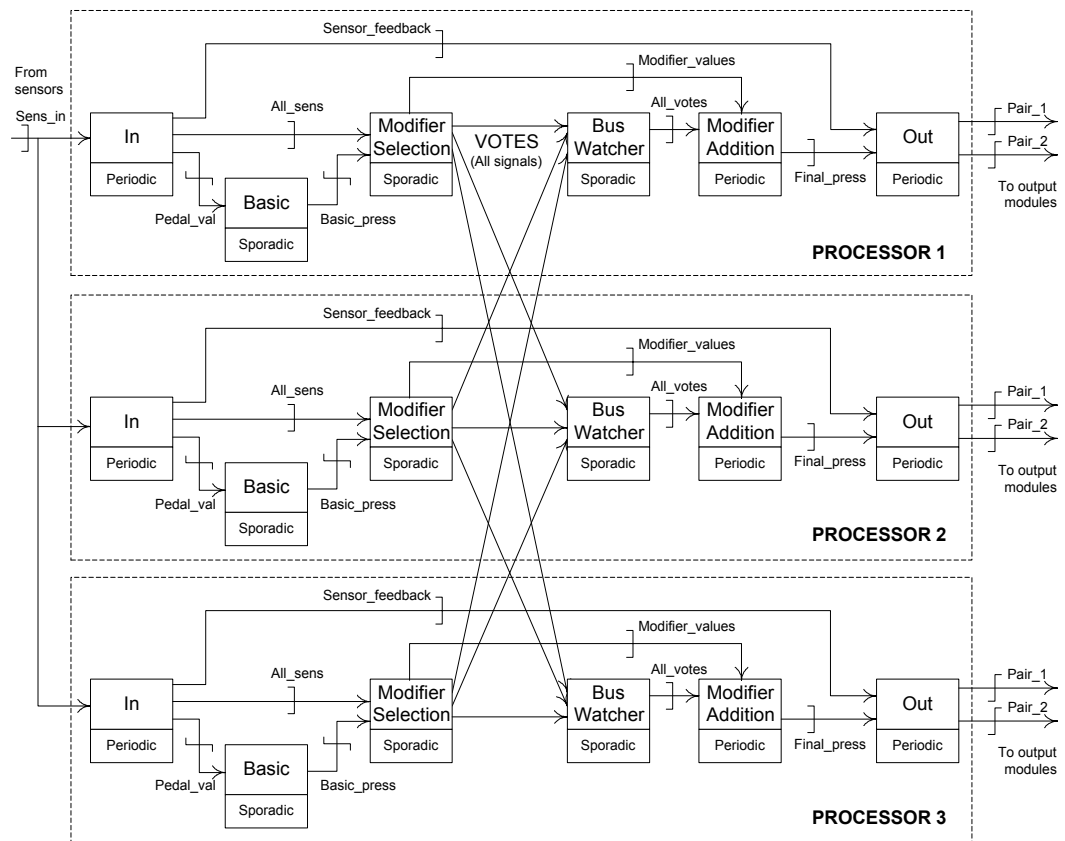 Sensor_feedback
From
sensors
Sens_in
Modifier_values
All_sens
All_votes
Pair_1
In
Periodic
Modifier
Selection
Sporadic
VOTES
(All signals)
Bus
Watcher
Sporadic
Modifier
Addition
Periodic
Out
Periodic
Pair_2
Pedal_val
Basic
Sporadic
Basic_press
Final_press
To output
modules
PROCESSOR 1
Sensor_feedback
Modifier_values
All_sens
All_votes
Pair_1
In
Periodic
Modifier
Selection
Sporadic
Bus
Watcher
Sporadic
Modifier
Addition
Periodic
Out
Periodic
Pair_2
Pedal_val
Basic
Sporadic
Basic_press
Final_press
To output
modules
PROCESSOR 2
Sensor_feedback
Modifier_values
All_sens
All_votes
Pair_1
In
Periodic
Modifier
Selection
Sporadic
Bus
Watcher
Sporadic
Modifier
Addition
Periodic
Out
Periodic
Pair_2
Pedal_val
Basic
Sporadic
Basic_press
Final_press
To output
modules
PROCESSOR 3